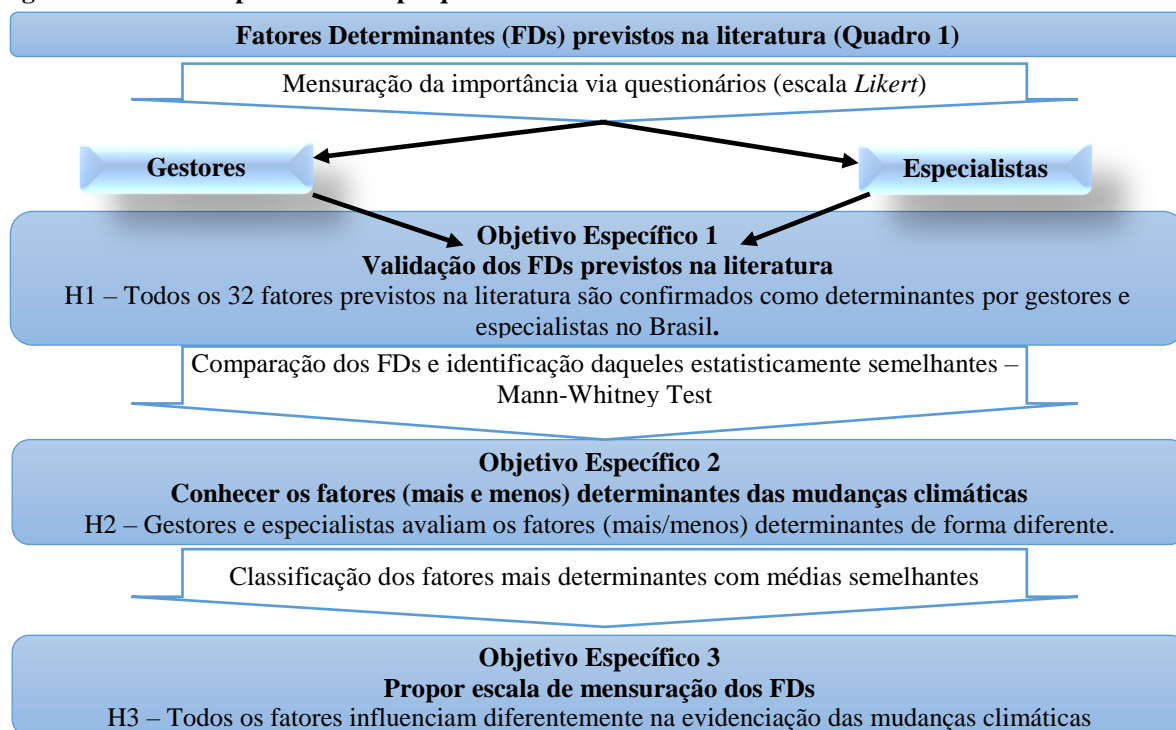 Fatores Determinantes (FDs) previstos na literatura (Quadro 1)
Mensuração da importância via questionários (escala Likert)
Gestores
Especialistas
Objetivo Específico 1
Validação dos FDs previstos na literatura
H1 – Todos os 32 fatores previstos na literatura são confirmados como determinantes por gestores e
especialistas no Brasil.
Comparação dos FDs e identificação daqueles estatisticamente semelhantes –
Mann-Whitney Test
Objetivo Específico 2
Conhecer os fatores (mais e menos) determinantes das mudanças climáticas
H2 – Gestores e especialistas avaliam os fatores (mais/menos) determinantes de forma diferente.
Classificação dos fatores mais determinantes com médias semelhantes
Objetivo Específico 3
Propor escala de mensuração dos FDs
H3 – Todos os fatores influenciam diferentemente na evidenciação das mudanças climáticas